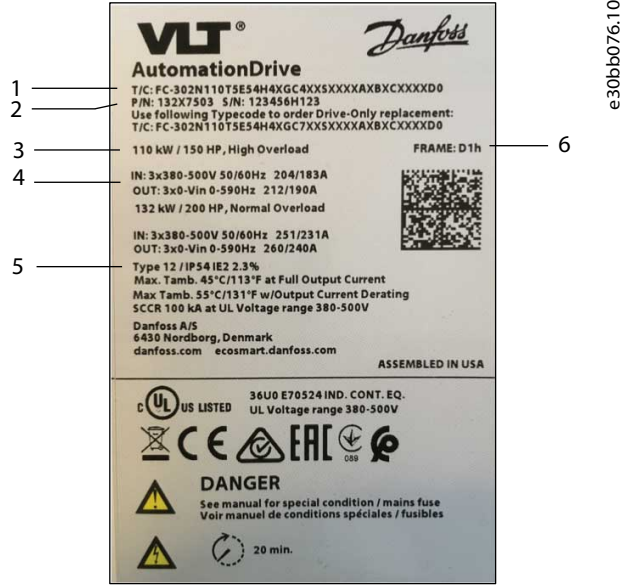 e30bb076.10
VLT®
Danfoss
AutomationDrive
1
T/C: FC-302N110T5E54H4XGC4XXSXXXXAXBXCXXXXD0
2
P/N: 132X7503 S/N: 123456H123
Use following Typecode to order Drive-Only replacement:
T/C: FC-302N110T5E54H4XGC7XXSXXXXAXBXCXXXXD0
3
110 kW / 150 HP, High Overload
FRAME: D1h
6
4
IN: 3x380-500V 50/60Hz 204/183A
OUT: 3x0-Vin 0-590Hz 212/190A
132 kW / 200 HP, Normal Overload
IN: 3x380-500V 50/60Hz 251/231A
OUT: 3x0-Vin 0-590Hz 260/240A
5
Type 12 / IP54 IE2 2.3%
Max. Tamb. 45°C/113°F at Full Output Current
Max Tamb. 55°C/131°F w/Output Current Derating
SCCR 100 kA at UL Voltage range 380-500V
Danfoss A/S
6430 Nordborg, Denmark
danfoss.com ecosmart.danfoss.com
ASSEMBLED IN USA
C UL US LISTED
36U0 E70524 IND. CONT. EQ.
UL Voltage range 380-500V
CE EAC
089
DANGER
See manual for special condition / mains fuse
Voir manuel de conditions spéciales / fusibles
20 min.